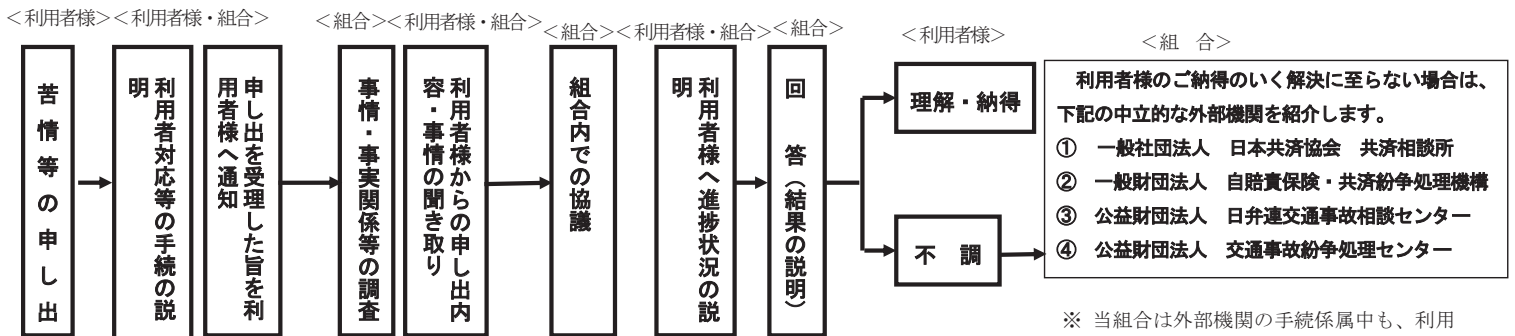 <利用者様>
<利用者様・組合>
<組合>
<利用者様・組合>
<組合>
<利用者様・組合>
<組合>
<利用者様>
<組 合>
苦情等の申し出
利用者対応等の手続の説
明
申し出を受理した旨を利
用者様へ通知
事情・事実関係等の調査
利用者様からの申し出内
容・事情の聞き取り
組合内での協議
利用者様へ進捗状況の説
明
回 答(結果の説明)
理解・納得
不 調
利用者様のご納得のいく解決に至らない場合は、
下記の中立的な外部機関を紹介します。
① 一般社団法人 日本共済協会 共済相談所
② 一般財団法人 自賠責保険・共済紛争処理機構
③ 公益財団法人 日弁連交通事故相談センター
④ 公益財団法人 交通事故紛争処理センター
※ 当組合は外部機関の手続係属中も、利用